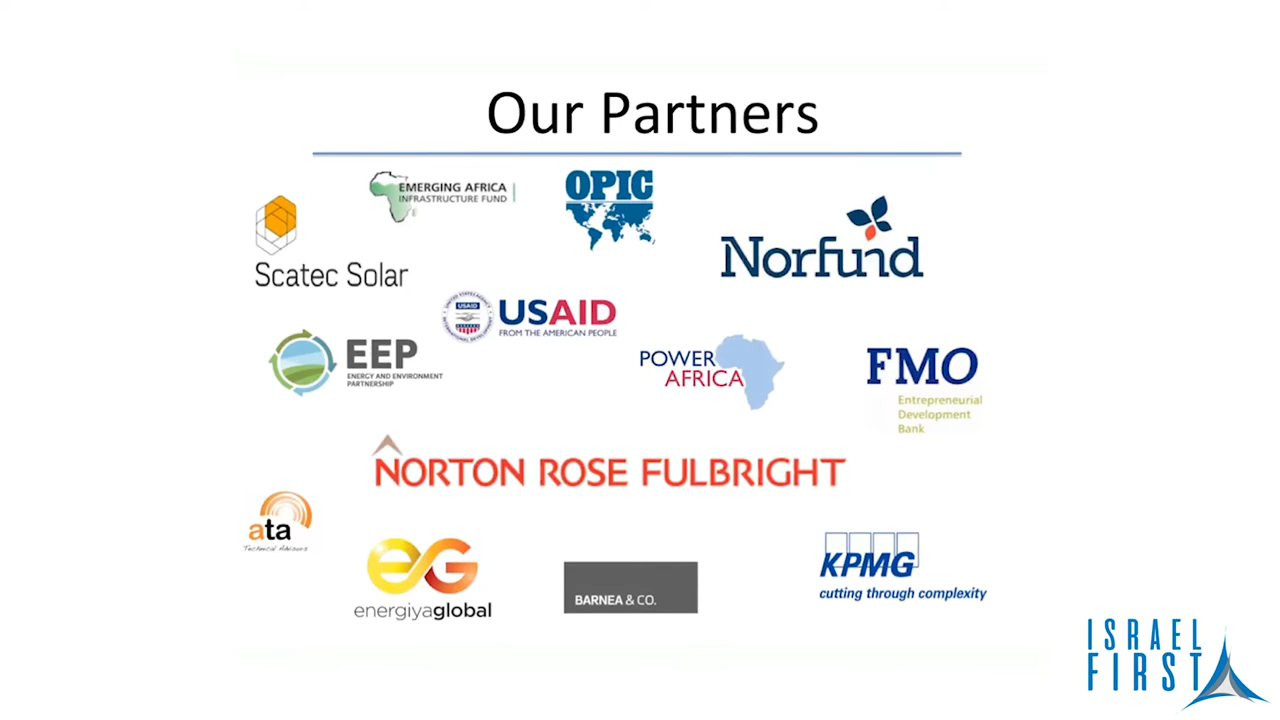 Our Partners
EMERGING AFRICA
INFRASTRUCTURE FUND
OPIC
Scatec Solar
Norfund
USAID
USAID
FROM THE AMERICAN PEOPLE
EEP
ENERGY AND ENVIRONMENT
PARTNERSHIP
POWER
AFRICA
FMO
Entrepreneurial
Development
Bank
NORTON ROSE FULBRIGHT
ata
Technical Advisors
eG
energiyaglobal
BARNEA & CO.
KPMG
cutting through complexity
ISRAEL
FIRST